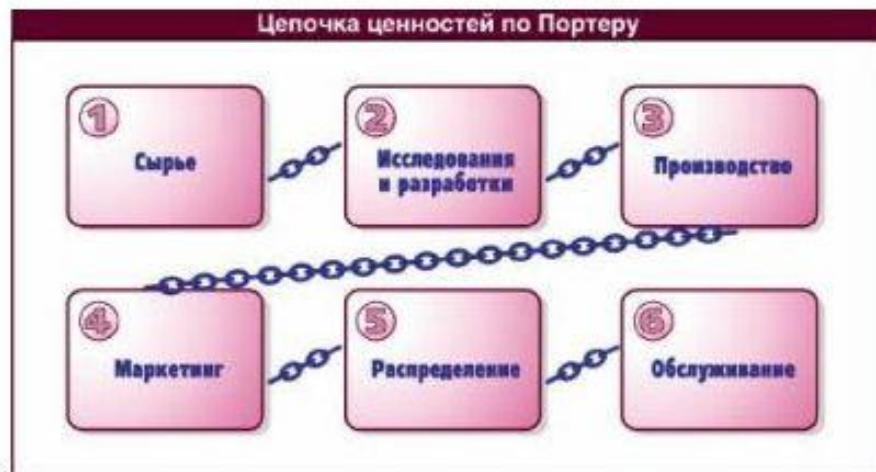 Цепочка ценностей по Портеру
1
Сырье
2
Исследования
и разработки
3
Производство
4
Маркетинг
5
Распределение
6
Обслуживание